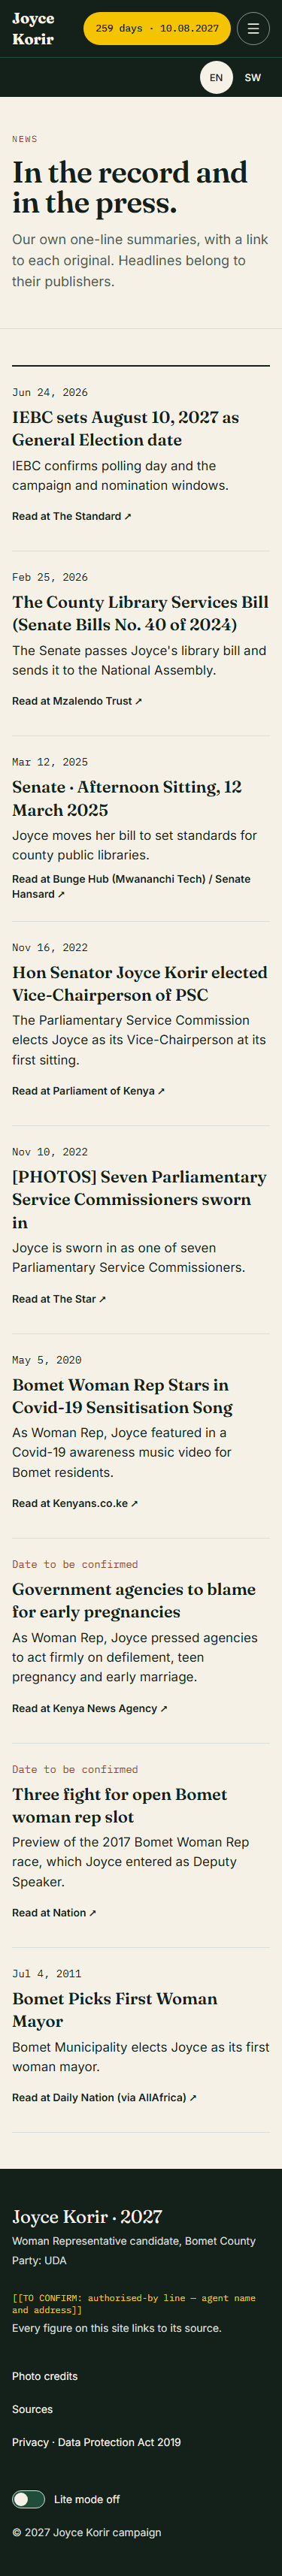 Joyce
Korir
259 days · 10.08.2027
EN
SW
NEWS
In the record and
in the press.
Our own one-line summaries, with a link
to each original. Headlines belong to
their publishers.
Jun 24, 2026
IEBC sets August 10, 2027 as
General Election date
IEBC confirms polling day and the
campaign and nomination windows.
Read at The Standard ↗
Feb 25, 2026
The County Library Services Bill
(Senate Bills No. 40 of 2024)
The Senate passes Joyce's library bill and
sends it to the National Assembly.
Read at Mzalendo Trust ↗
Mar 12, 2025
Senate · Afternoon Sitting, 12
March 2025
Joyce moves her bill to set standards for
county public libraries.
Read at Bunge Hub (Mwananchi Tech) / Senate
Hansard ↗
Nov 16, 2022
Hon Senator Joyce Korir elected
Vice-Chairperson of PSC
The Parliamentary Service Commission
elects Joyce as its Vice-Chairperson at its
first sitting.
Read at Parliament of Kenya ↗
Nov 10, 2022
[PHOTOS] Seven Parliamentary
Service Commissioners sworn
in
Joyce is sworn in as one of seven
Parliamentary Service Commissioners.
Read at The Star ↗
May 5, 2020
Bomet Woman Rep Stars in
Covid-19 Sensitisation Song
As Woman Rep, Joyce featured in a
Covid-19 awareness music video for
Bomet residents.
Read at Kenyans.co.ke ↗
Date to be confirmed
Government agencies to blame
for early pregnancies
As Woman Rep, Joyce pressed agencies
to act firmly on defilement, teen
pregnancy and early marriage.
Read at Kenya News Agency ↗
Date to be confirmed
Three fight for open Bomet
woman rep slot
Preview of the 2017 Bomet Woman Rep
race, which Joyce entered as Deputy
Speaker.
Read at Nation ↗
Jul 4, 2011
Bomet Picks First Woman
Mayor
Bomet Municipality elects Joyce as its first
woman mayor.
Read at Daily Nation (via AllAfrica) ↗
Joyce Korir · 2027
Woman Representative candidate, Bomet County
Party: UDA
[[TO CONFIRM: authorised-by line — agent name
and address]]
Every figure on this site links to its source.
Photo credits
Sources
Privacy · Data Protection Act 2019
Lite mode off
© 2027 Joyce Korir campaign